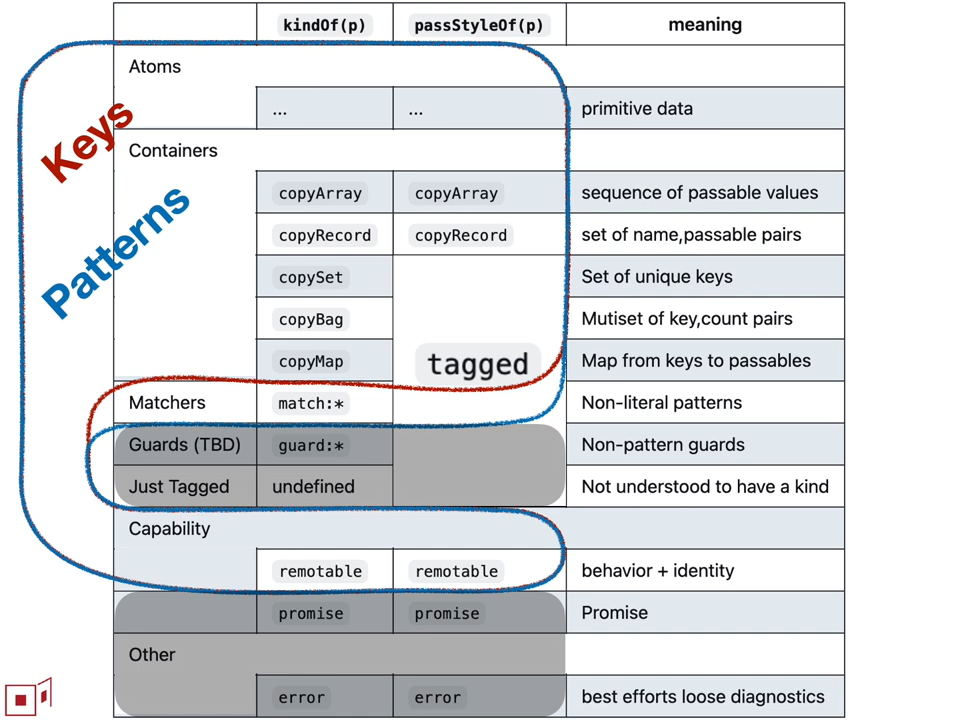 kindOf(p) passStyleOf(p) meaning
Atoms
... ... primitive data
Keys
Containers
copyArray copyArray sequence of passable values
Patterns
copyRecord copyRecord set of name,passable pairs
copySet Set of unique keys
copyBag Mutiset of key,count pairs
copyMap tagged Map from keys to passables
Matchers match:* Non-literal patterns
Guards (TBD) guard:* Non-pattern guards
Just Tagged undefined Not understood to have a kind
Capability
remotable remotable behavior + identity
promise promise Promise
Other
error error best efforts loose diagnostics